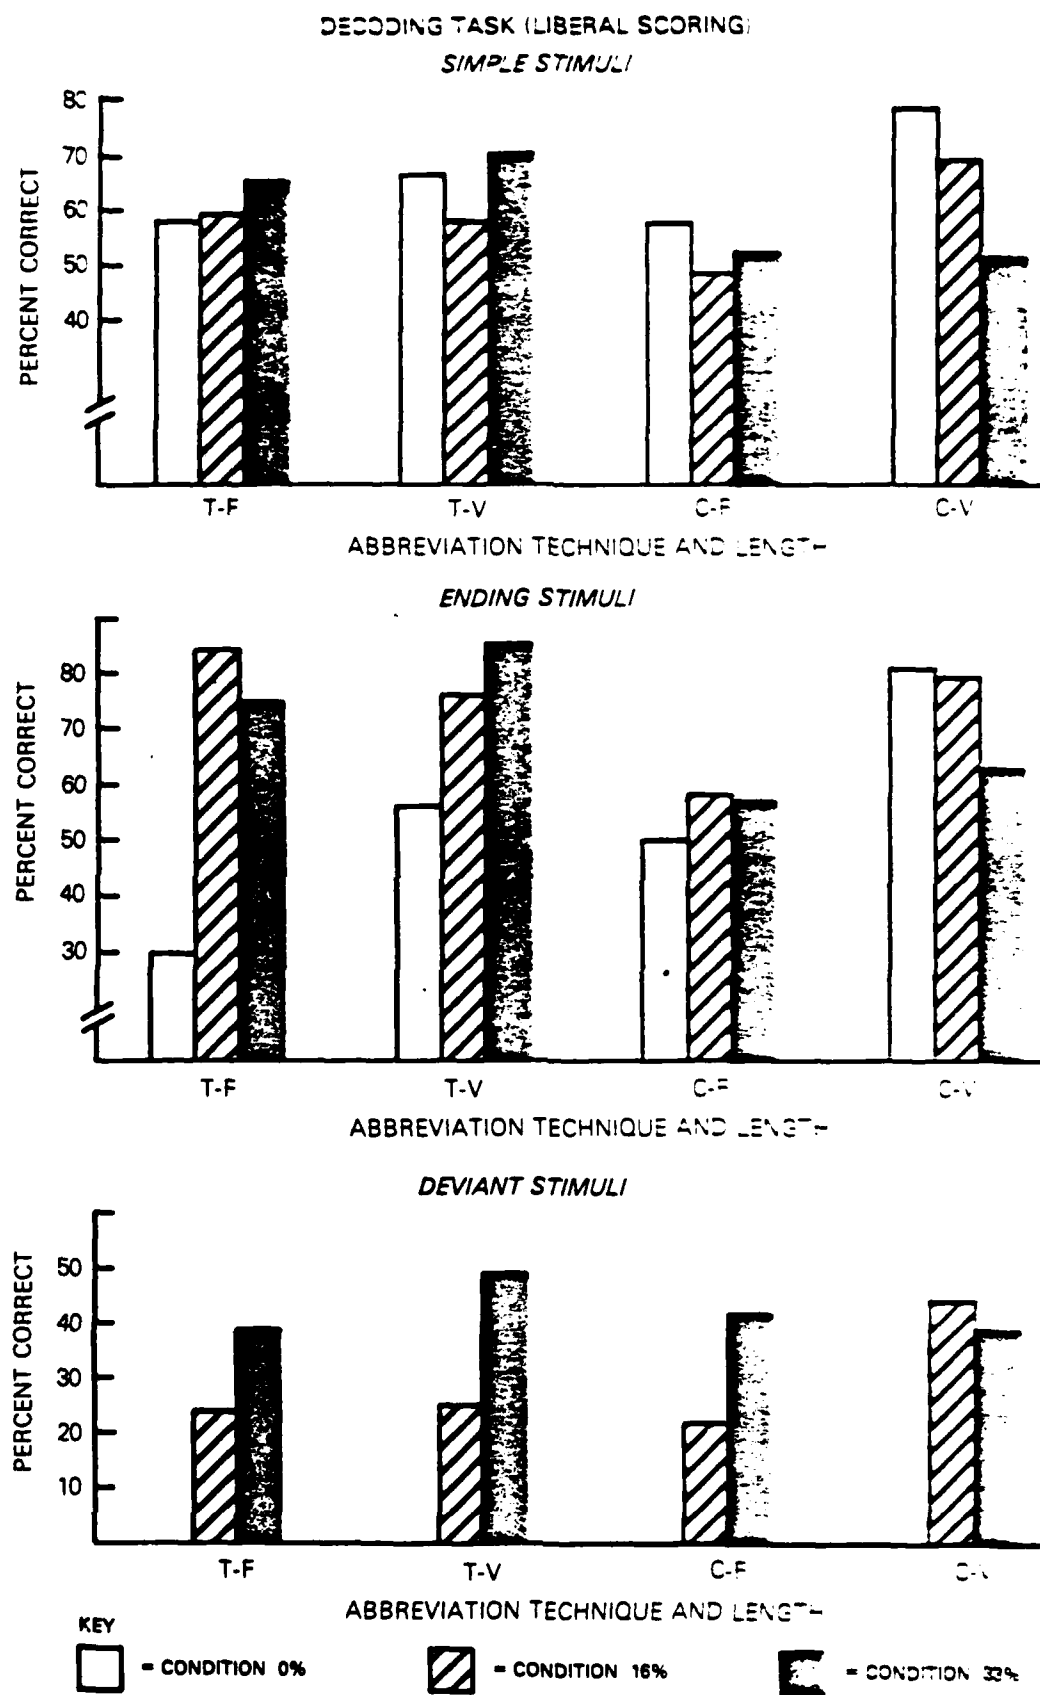 DECODING TASK (LIBERAL SCORING)
SIMPLE STIMULI
PERCENT CORRECT
80
70
60
50
40
T-F T-V C-F C-V
ABBREVIATION TECHNIQUE AND LENGTH
ENDING STIMULI
PERCENT CORRECT
80
70
60
50
40
30
T-F T-V C-F C-V
ABBREVIATION TECHNIQUE AND LENGTH
DEVIANT STIMULI
PERCENT CORRECT
50
40
30
20
10
T-F T-V C-F C-V
ABBREVIATION TECHNIQUE AND LENGTH
KEY
= CONDITION 0% = CONDITION 16% = CONDITION 33%